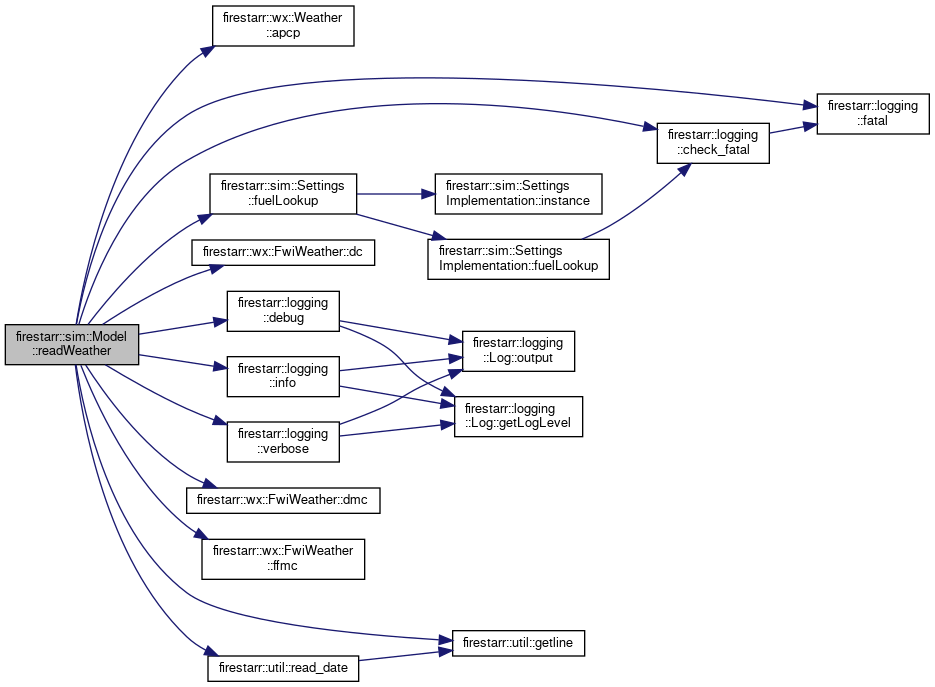 firestarr::wx::Weather
::apcp
firestarr::logging
::fatal
firestarr::logging
::check_fatal
firestarr::sim::Settings
::fuelLookup
firestarr::sim::Settings
Implementation::instance
firestarr::wx::FwiWeather::dc
firestarr::sim::Settings
Implementation::fuelLookup
firestarr::logging
::debug
firestarr::sim::Model
::readWeather
firestarr::logging
::Log::output
firestarr::logging
::info
firestarr::logging
::Log::getLogLevel
firestarr::logging
::verbose
firestarr::wx::FwiWeather::dmc
firestarr::wx::FwiWeather
::ffmc
firestarr::util::getline
firestarr::util::read_date